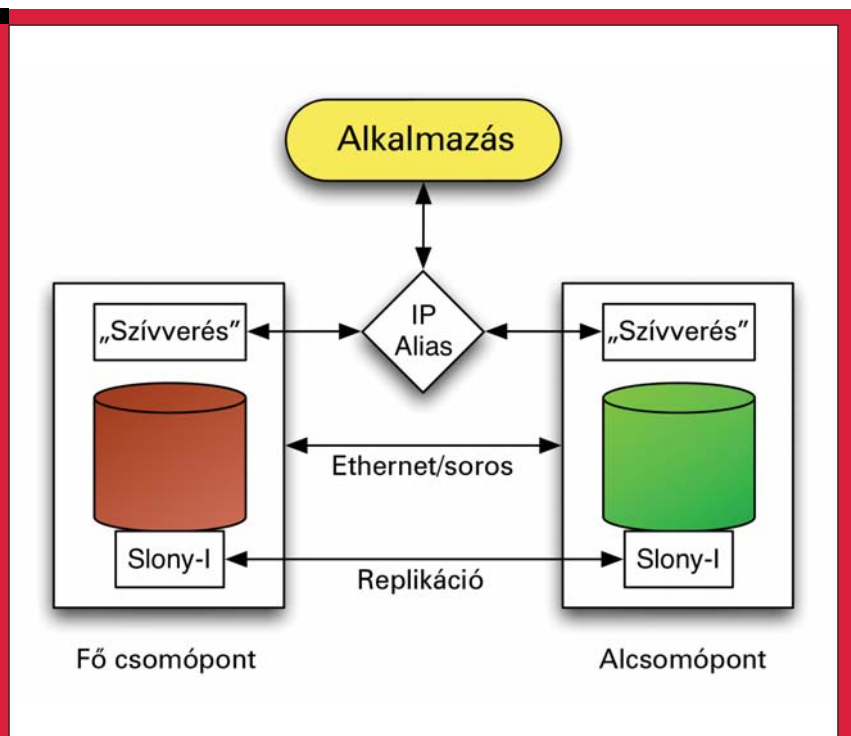 Alkalmazás
IP
Alias
„Szívverés”
„Szívverés”
Ethernet/soros
Slony-I
Slony-I
Replikáció
Fő csomópont
Alcsomópont